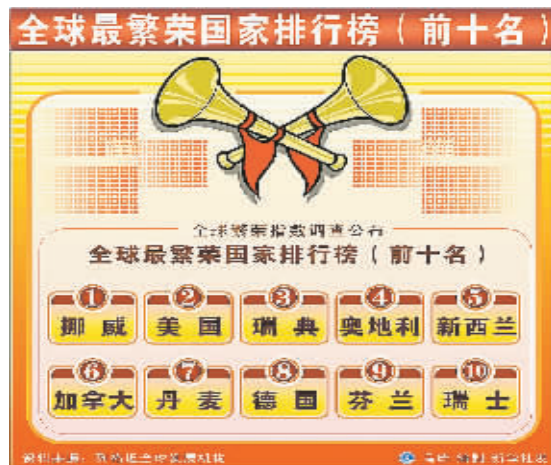 全球最繁荣国家排行榜（前十名）
全球繁荣指数调查公布
全球最繁荣国家排行榜（前十名）
1 2 3 4 5
挪威 美国 瑞典 奥地利 新西兰
6 7 8 9 10
加拿大 丹麦 德国 芬兰 瑞士